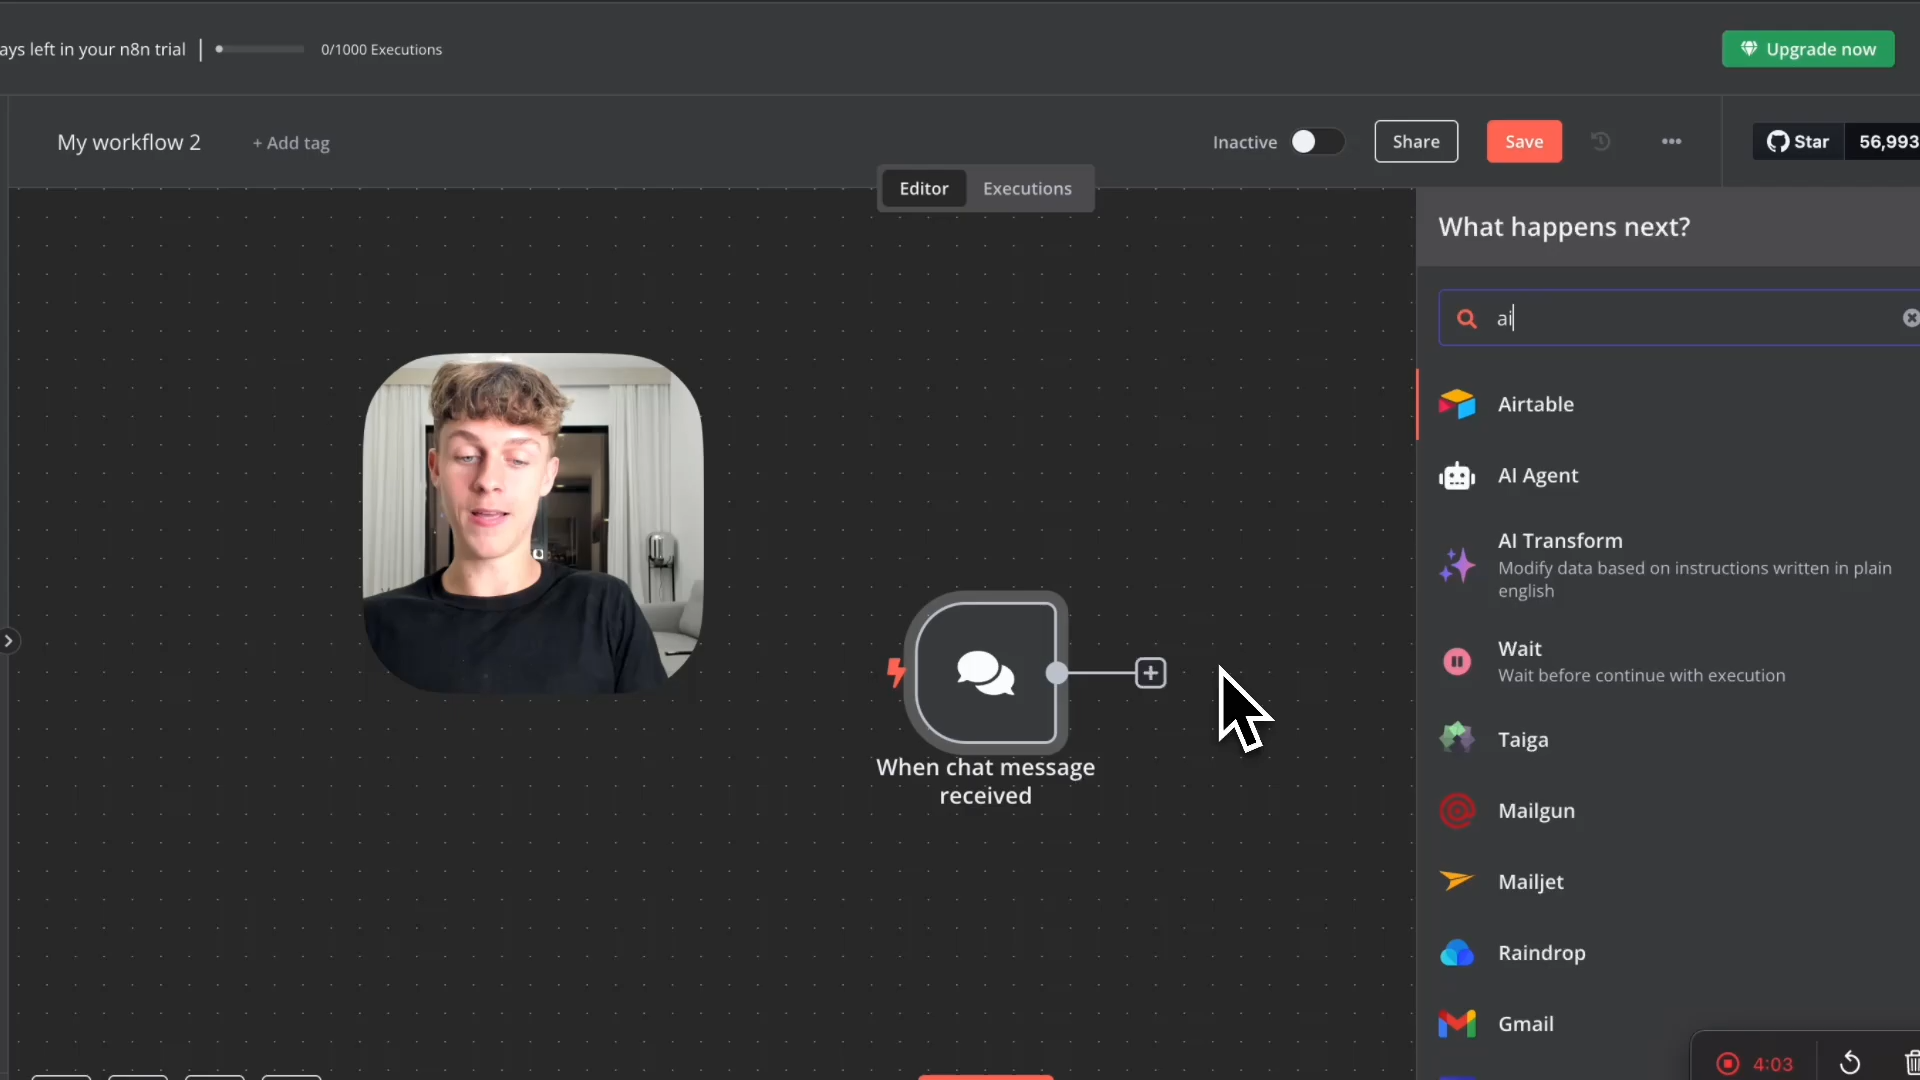 ays left in your n8n trial
0/1000 Executions
Upgrade now
My workflow 2
+ Add tag
Inactive
Share
Save
Star
56,993
Editor
Executions
What happens next?
ai
Airtable
AI Agent
AI Transform
Modify data based on instructions written in plain
english
Wait
Wait before continue with execution
Taiga
Mailgun
Mailjet
Raindrop
Gmail
When chat message
received
4:03